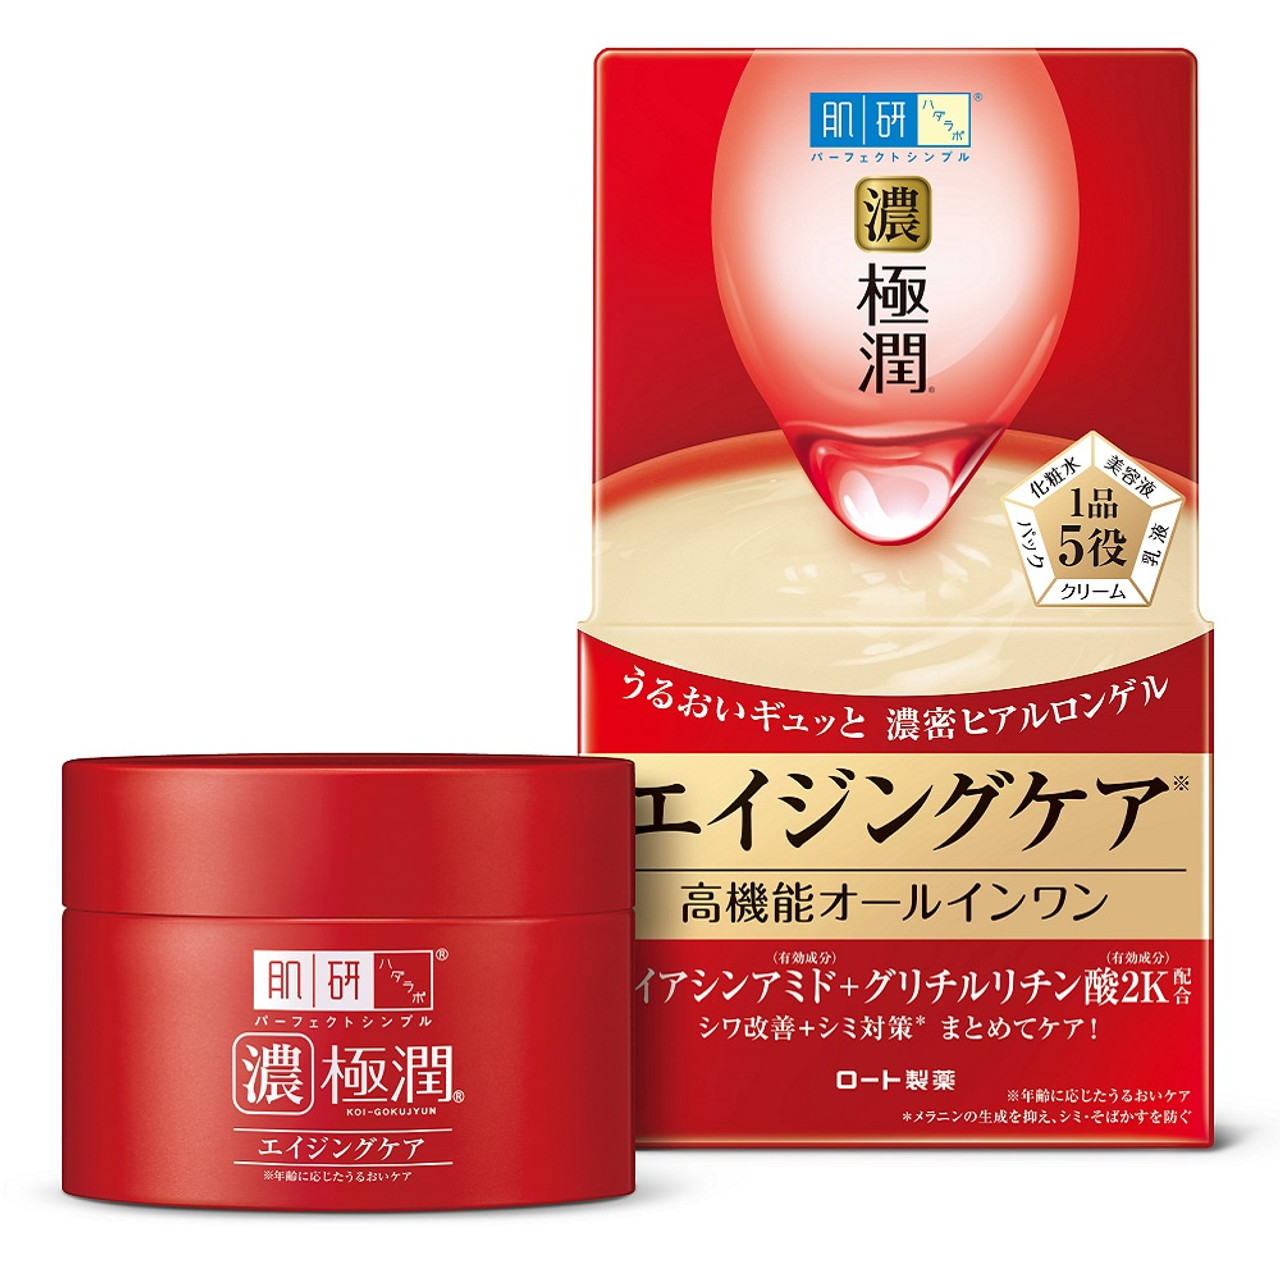 肌研
ハダラボ®
パーフェクトシンプル
濃
極潤®
化粧水
美容液
乳液
クリーム
パック
1品
5役
うるおいギュッと 濃密ヒアルロンゲル
エイジングケア※
高機能オールインワン
(有効成分) (有効成分)
イアシンアミド+グリチルリチン酸2K配合
シワ改善+シミ対策* まとめてケア!
ロート製薬
※年齢に応じたうるおいケア
*メラニンの生成を抑え、シミ・そばかすを防ぐ
肌研
ハダラボ®
パーフェクトシンプル
濃極潤®
KOI-GOKUJYUN
エイジングケア
※年齢に応じたうるおいケア